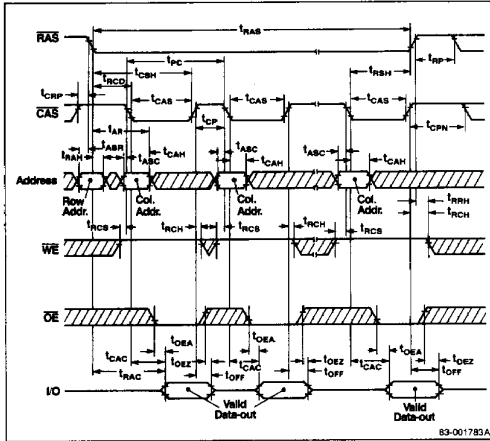 tRAS
RAS
tPC
tRP
tRCD
tCSH
tRSH
tCRP
tCAS
tCAS
tCAS
CAS
tCP
tCPN
tAR
tASR
tRAH
tASC
tCAH
tASC
tCAH
tASC
tCAH
Address
Row
Addr.
Col.
Addr.
Col.
Addr.
Col.
Addr.
tRRH
tRCH
tRCS
tRCH
tRCS
tRCH
tRCS
WE
OE
tOEA
tOEA
tOEA
tCAC
tOEZ
tCAC
tOEZ
tCAC
tOEZ
tRAC
tOFF
tOFF
tOFF
I/O
Valid
Data-out
Valid
Data-out
83-001783A